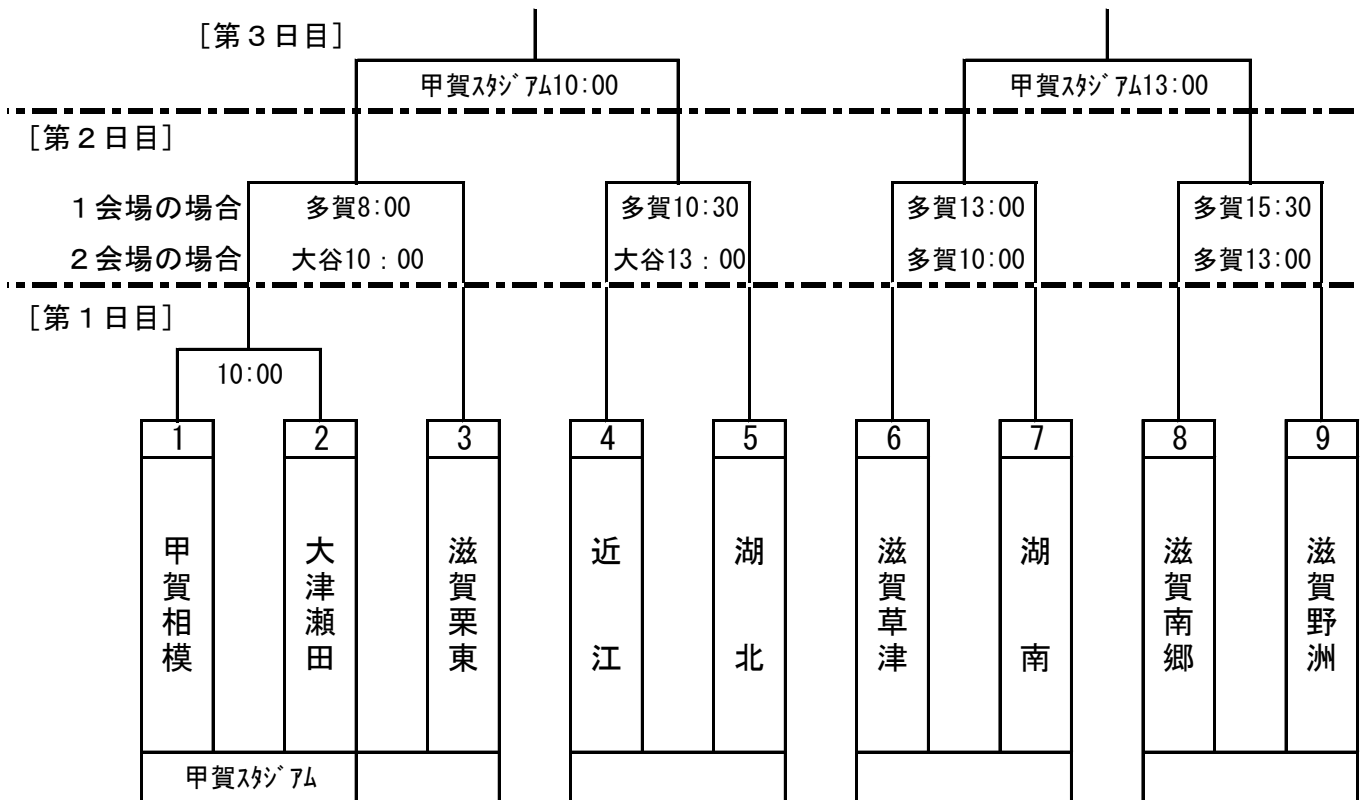 [第３日目]
甲賀ｽﾀｼﾞｱﾑ10:00 甲賀ｽﾀｼﾞｱﾑ13:00
[第２日目]
１会場の場合 多賀8:00 多賀10:30 多賀13:00 多賀15:30
２会場の場合 大谷10：00 大谷13：00 多賀10:00 多賀13:00
[第１日目]
10:00
1 2 3 4 5 6 7 8 9
甲賀相模
大津瀬田
滋賀栗東
近江
湖北
滋賀草津
湖南
滋賀南郷
滋賀野洲
甲賀ｽﾀｼﾞｱﾑ